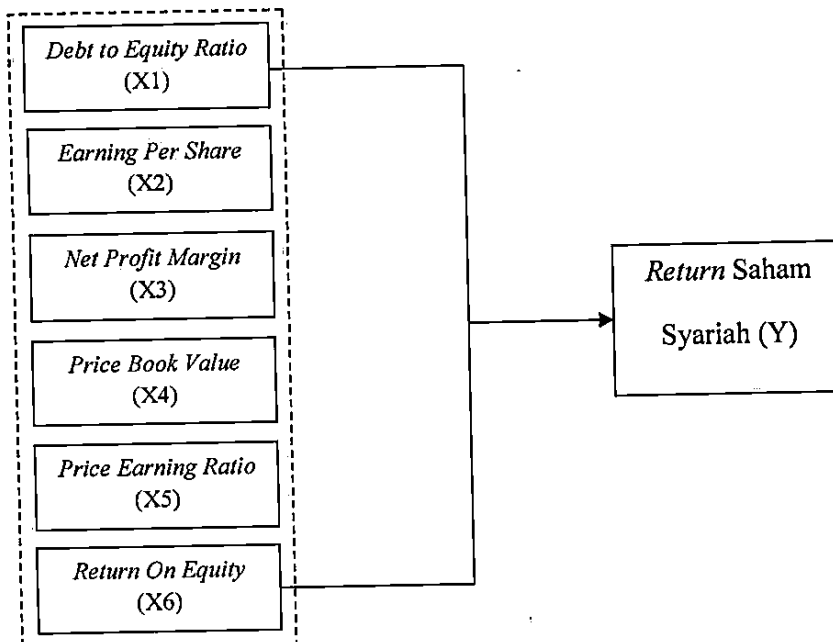 Debt to Equity Ratio
(X1)
Earning Per Share
(X2)
Net Profit Margin
(X3)
Price Book Value
(X4)
Price Earning Ratio
(X5)
Return On Equity
(X6)
Return Saham
Syariah (Y)